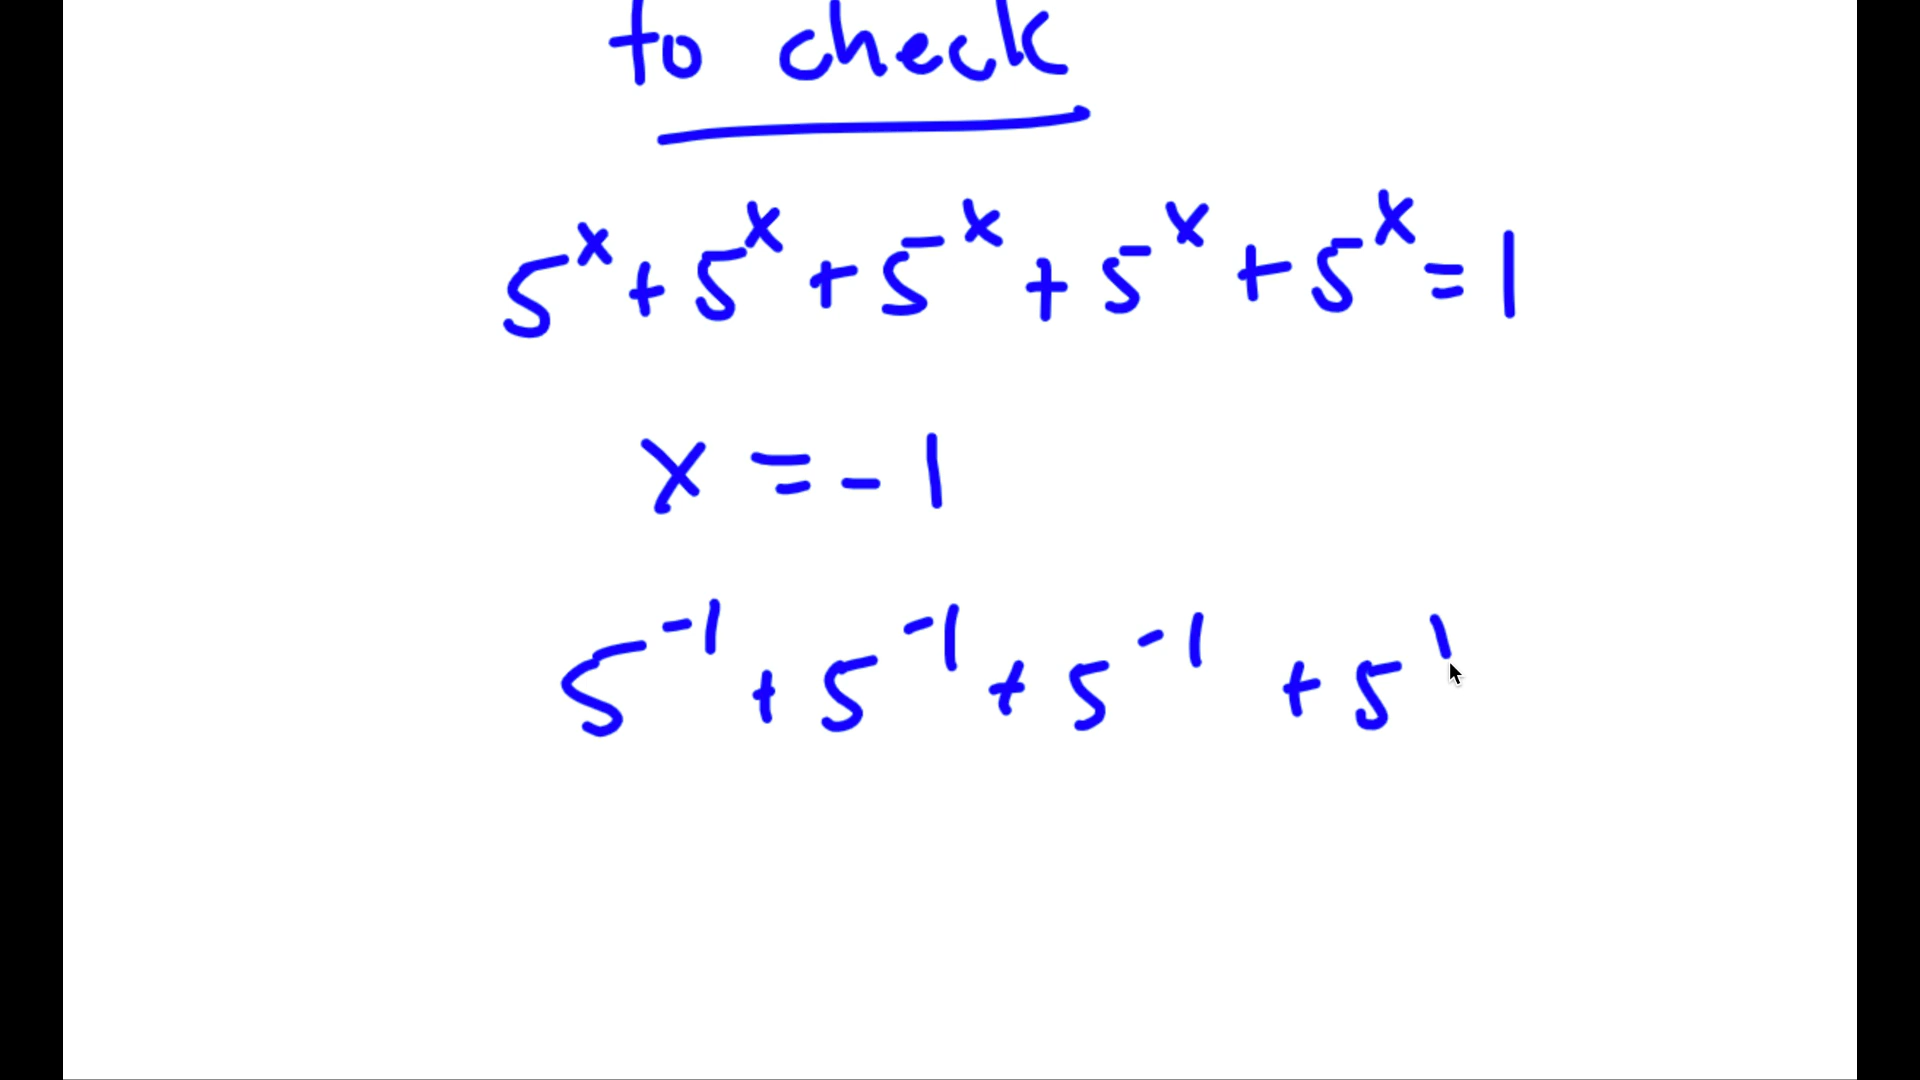 to check
5^x + 5^x + 5^x + 5^x + 5^x = 1
x = -1
5^-1 + 5^-1 + 5^-1 + 5^1